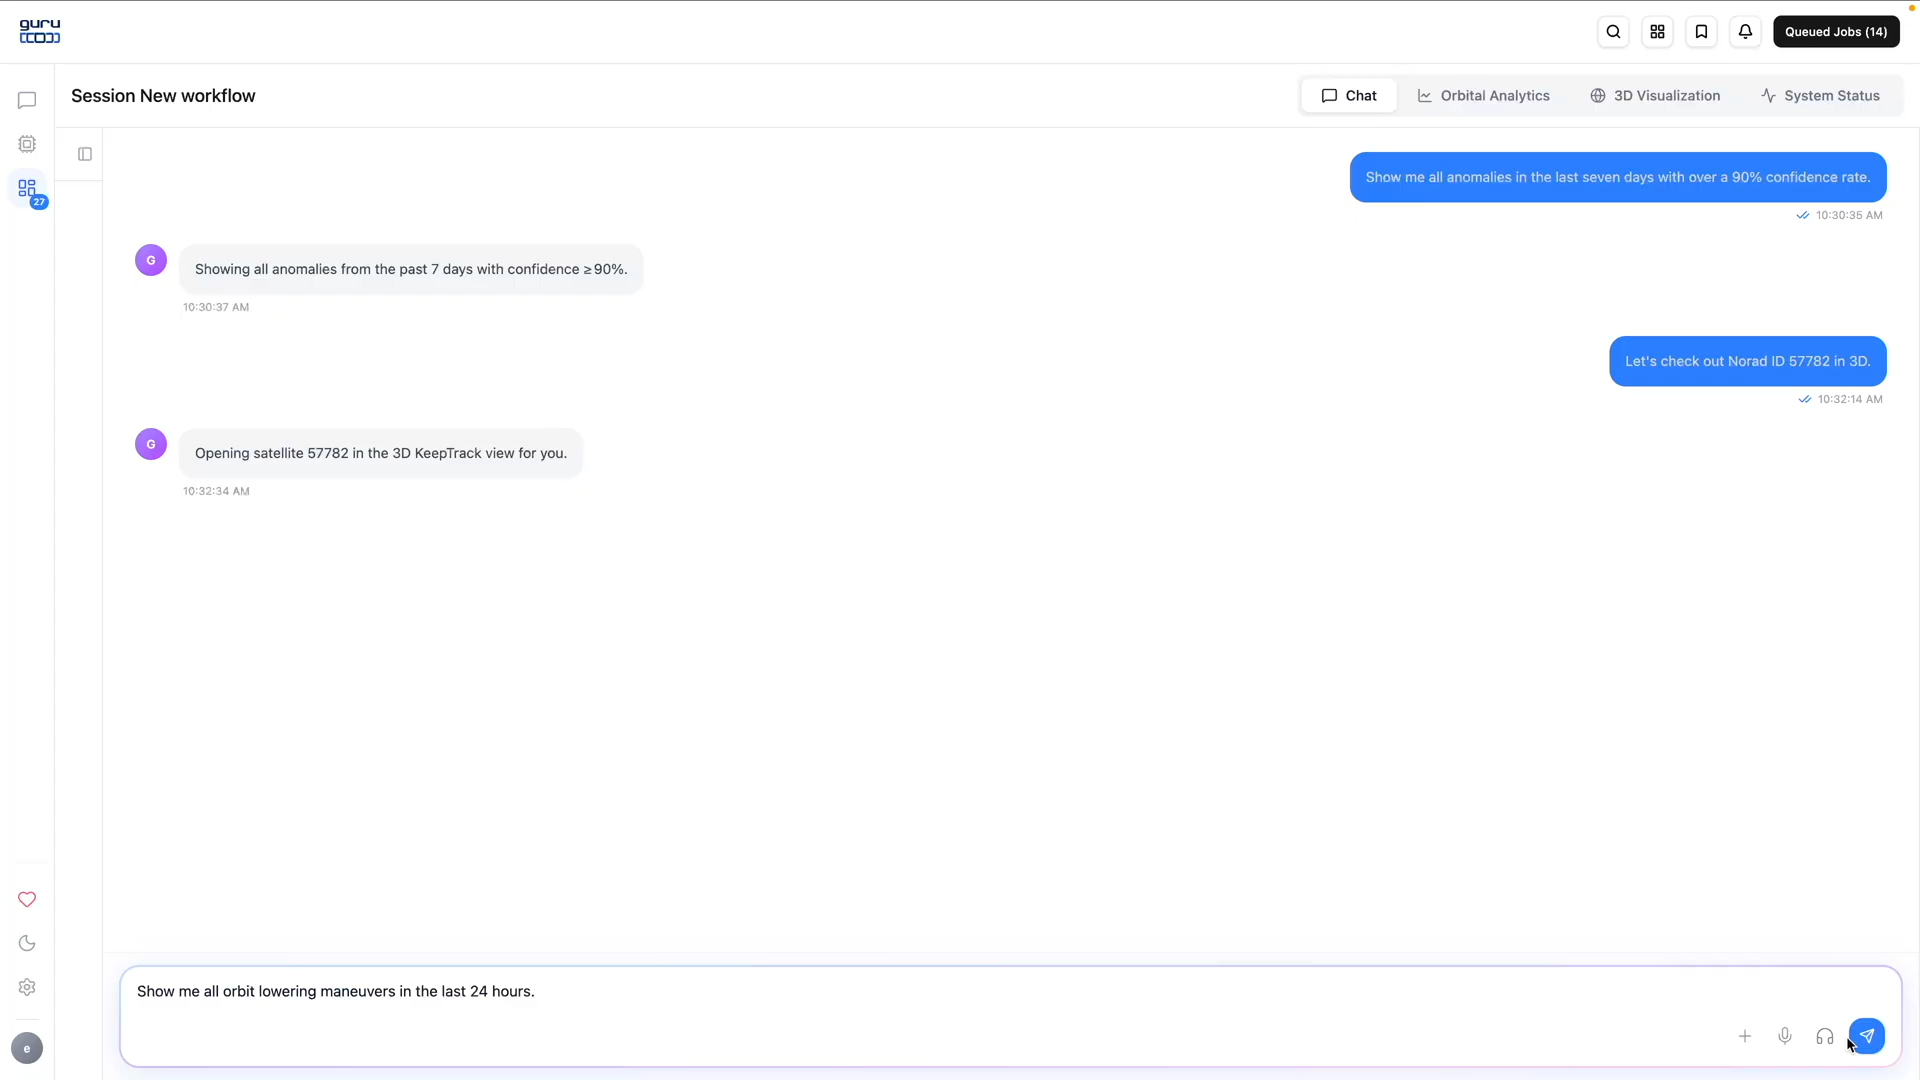 guru
Queued Jobs (14)
Session New workflow
Chat
Orbital Analytics
3D Visualization
System Status
27
Show me all anomalies in the last seven days with over a 90% confidence rate.
10:30:35 AM
G
Showing all anomalies from the past 7 days with confidence ≥ 90%.
10:30:37 AM
Let's check out Norad ID 57782 in 3D.
10:32:14 AM
G
Opening satellite 57782 in the 3D KeepTrack view for you.
10:32:34 AM
Show me all orbit lowering maneuvers in the last 24 hours.
e